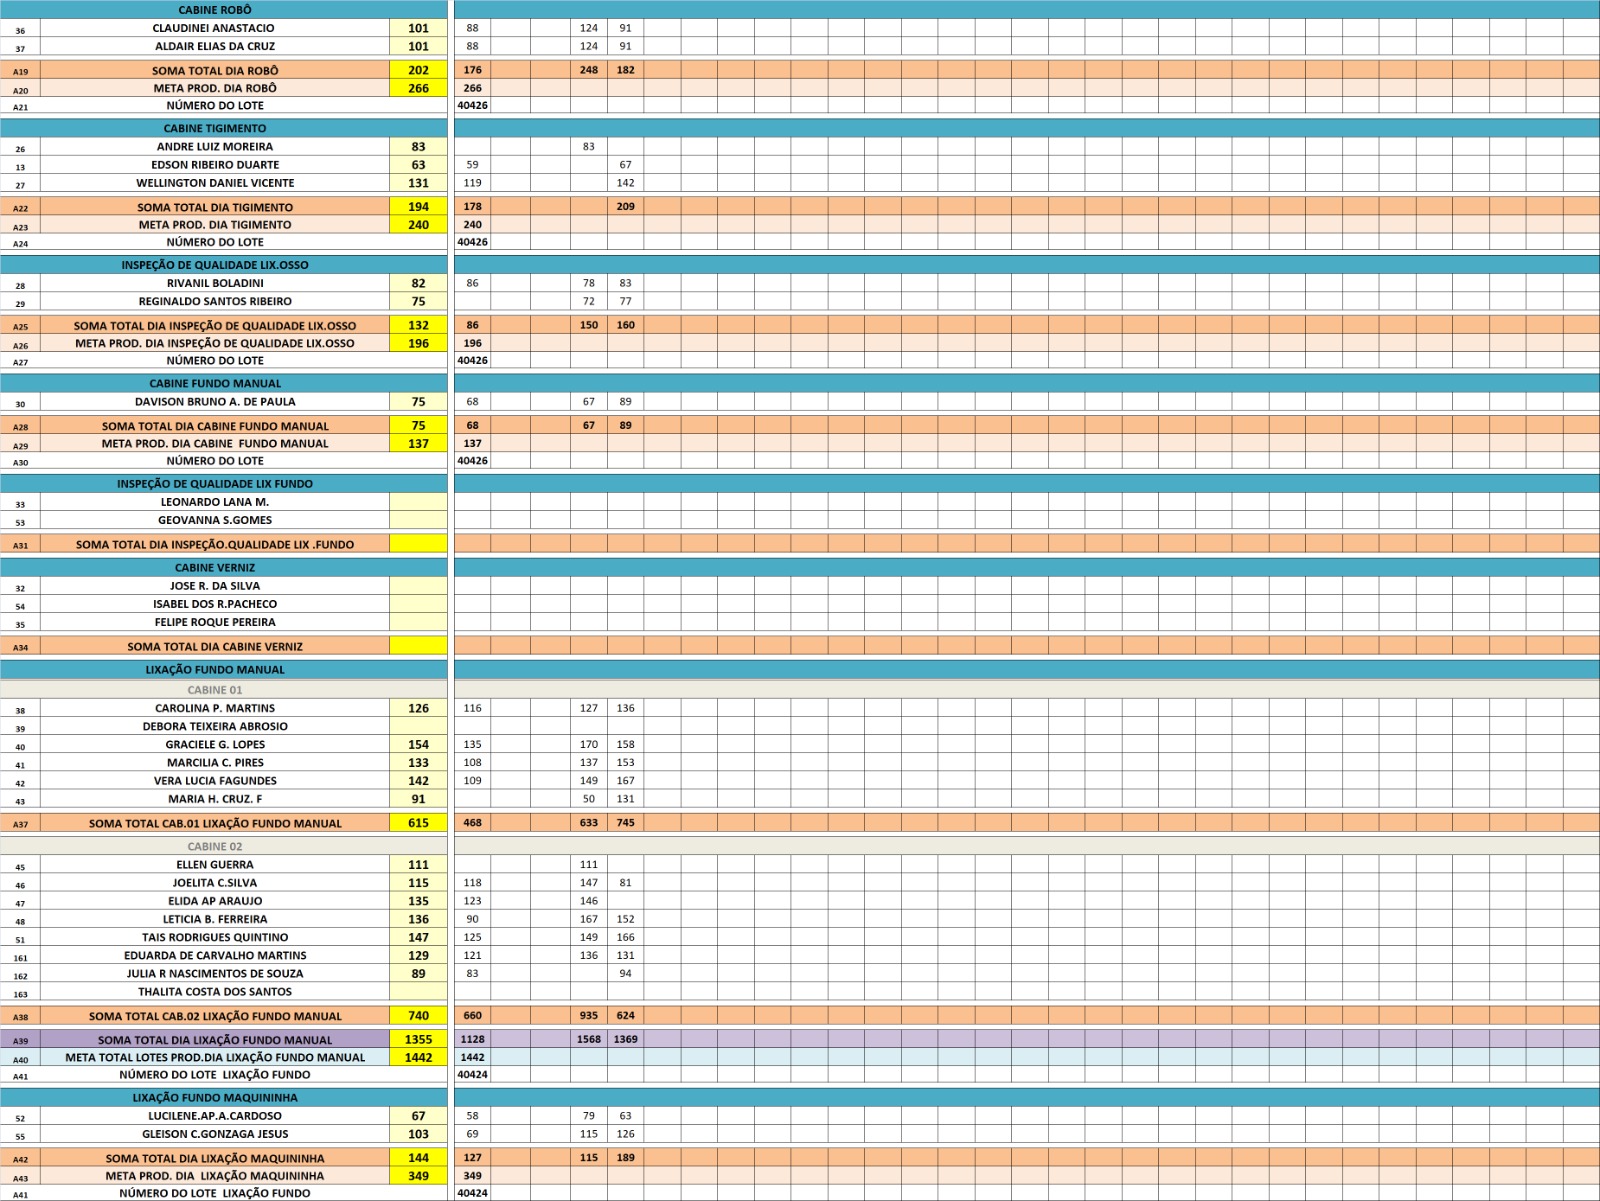 CABINE ROBÔ
36 CLAUDINEI ANASTACIO 101 88 124 91
37 ALDAIR ELIAS DA CRUZ 101 88 124 91
A19 SOMA TOTAL DIA ROBÔ 202 176 248 182
A20 META PROD. DIA ROBÔ 266 266
A21 NÚMERO DO LOTE 40426
CABINE TIGIMENTO
26 ANDRE LUIZ MOREIRA 83 83
13 EDSON RIBEIRO DUARTE 63 59 67
27 WELLINGTON DANIEL VICENTE 131 119 142
A22 SOMA TOTAL DIA TIGIMENTO 194 178 209
A23 META PROD. DIA TIGIMENTO 240 240
A24 NÚMERO DO LOTE 40426
INSPEÇÃO DE QUALIDADE LIX.OSSO
28 RIVANIL BOLADINI 82 86 78 83
29 REGINALDO SANTOS RIBEIRO 75 72 77
A25 SOMA TOTAL DIA INSPEÇÃO DE QUALIDADE LIX.OSSO 132 86 150 160
A26 META PROD. DIA INSPEÇÃO DE QUALIDADE LIX.OSSO 196 196
A27 NÚMERO DO LOTE 40426
CABINE FUNDO MANUAL
30 DAVISON BRUNO A. DE PAULA 75 68 67 89
A28 SOMA TOTAL DIA CABINE FUNDO MANUAL 75 68 67 89
A29 META PROD. DIA CABINE FUNDO MANUAL 137 137
A30 NÚMERO DO LOTE 40426
INSPEÇÃO DE QUALIDADE LIX FUNDO
33 LEONARDO LANA M.
53 GEOVANNA S.GOMES
A31 SOMA TOTAL DIA INSPEÇÃO.QUALIDADE LIX .FUNDO
CABINE VERNIZ
32 JOSE R. DA SILVA
54 ISABEL DOS R.PACHECO
35 FELIPE ROQUE PEREIRA
A34 SOMA TOTAL DIA CABINE VERNIZ
LIXAÇÃO FUNDO MANUAL
CABINE 01
38 CAROLINA P. MARTINS 126 116 127 136
39 DEBORA TEIXEIRA ABROSIO
40 GRACIELE G. LOPES 154 135 170 158
41 MARCILIA C. PIRES 133 108 137 153
42 VERA LUCIA FAGUNDES 142 109 149 167
43 MARIA H. CRUZ. F 91 50 131
A37 SOMA TOTAL CAB.01 LIXAÇÃO FUNDO MANUAL 615 468 633 745
CABINE 02
45 ELLEN GUERRA 111 111
46 JOELITA C.SILVA 115 118 147 81
47 ELIDA AP ARAUJO 135 123 146
48 LETICIA B. FERREIRA 136 90 167 152
51 TAIS RODRIGUES QUINTINO 147 125 149 166
161 EDUARDA DE CARVALHO MARTINS 129 121 136 131
162 JULIA R NASCIMENTOS DE SOUZA 89 83 94
163 THALITA COSTA DOS SANTOS
A38 SOMA TOTAL CAB.02 LIXAÇÃO FUNDO MANUAL 740 660 935 624
A39 SOMA TOTAL DIA LIXAÇÃO FUNDO MANUAL 1355 1128 1568 1369
A40 META TOTAL LOTES PROD.DIA LIXAÇÃO FUNDO MANUAL 1442 1442
A41 NÚMERO DO LOTE LIXAÇÃO FUNDO 40424
LIXAÇÃO FUNDO MAQUININHA
52 LUCILENE.AP.A.CARDOSO 67 58 79 63
55 GLEISON C.GONZAGA JESUS 103 69 115 126
A42 SOMA TOTAL DIA LIXAÇÃO MAQUININHA 144 127 115 189
A43 META PROD. DIA LIXAÇÃO MAQUININHA 349 349
A41 NÚMERO DO LOTE LIXAÇÃO FUNDO 40424